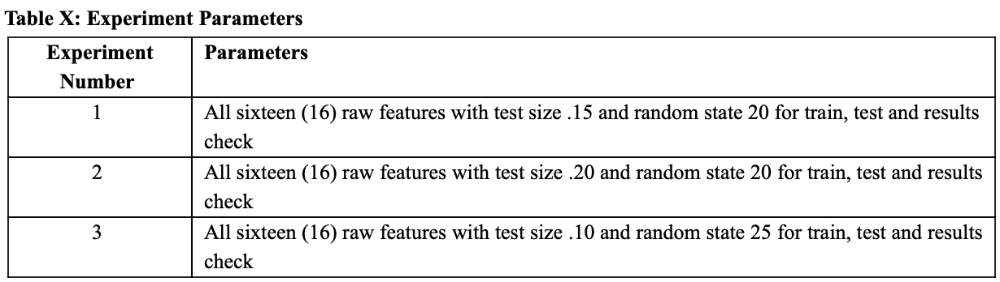 Table X: Experiment Parameters
Experiment Number
Parameters
1
All sixteen (16) raw features with test size .15 and random state 20 for train, test and results
check
2
All sixteen (16) raw features with test size .20 and random state 20 for train, test and results
check
3
All sixteen (16) raw features with test size .10 and random state 25 for train, test and results
check